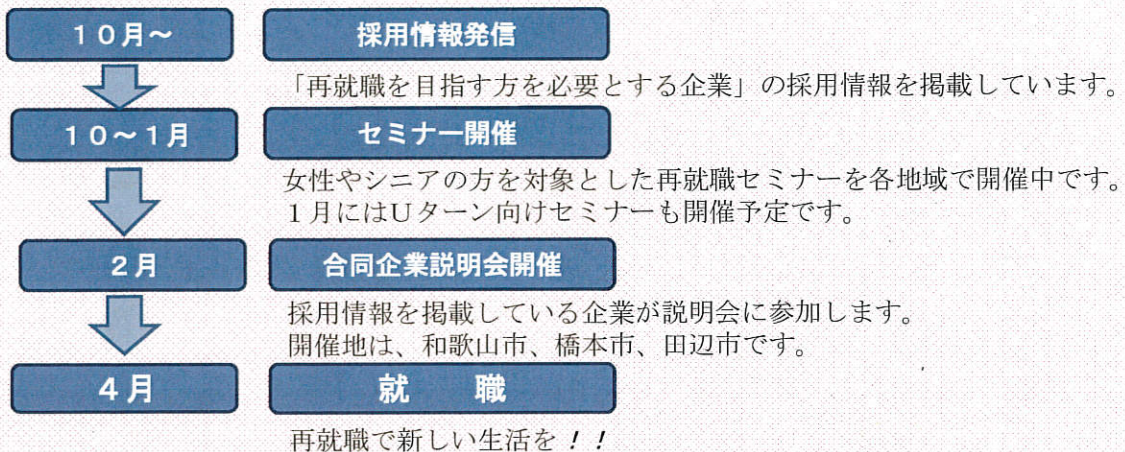 １０月～
採用情報発信
「再就職を目指す方を必要とする企業」の採用情報を掲載しています。
１０～１月
セミナー開催
女性やシニアの方を対象とした再就職セミナーを各地域で開催中です。
１月にはＵターン向けセミナーも開催予定です。
２月
合同企業説明会開催
採用情報を掲載している企業が説明会に参加します。
開催地は、和歌山市、橋本市、田辺市です。
４月
就　職
再就職で新しい生活を！！